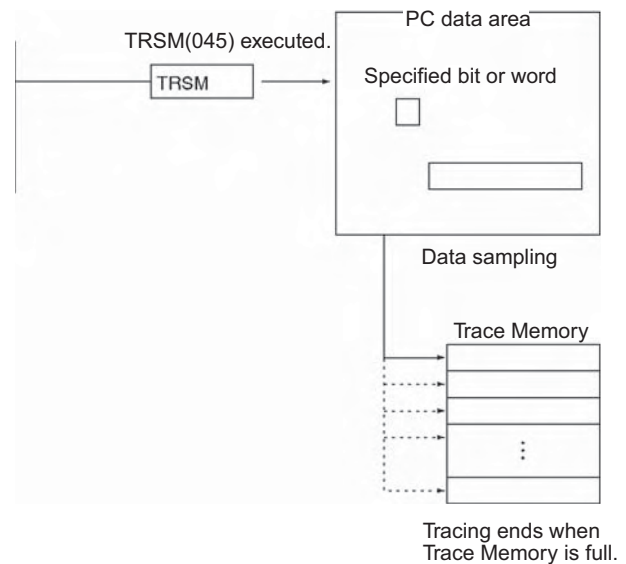 PC data area
TRSM(045) executed.
TRSM
Specified bit or word
Data sampling
Trace Memory
Tracing ends when
Trace Memory is full.